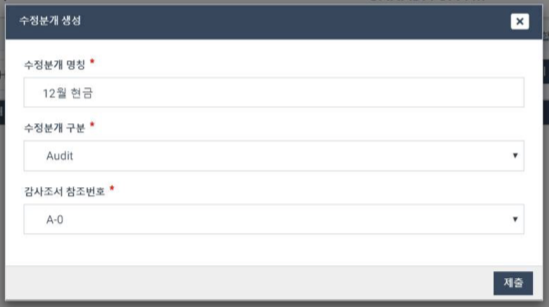 수정분개 생성
수정분개 명칭 *
12월 현금
수정분개 구분 *
Audit
감사조서 참조번호 *
A-0
제출